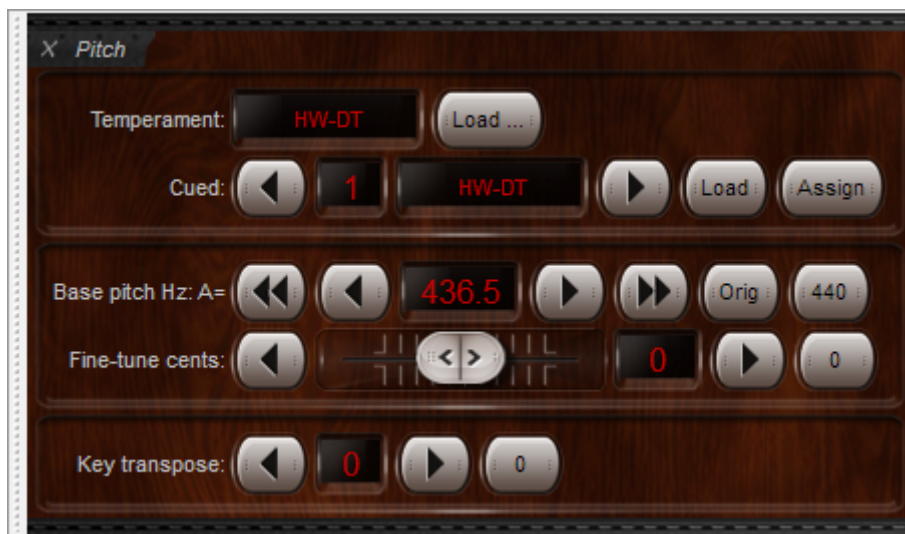 X Pitch
Temperament: HW-DT Load ...
Cued: 1 HW-DT Load Assign
Base pitch Hz: A= 436.5 Orig 440
Fine-tune cents: < > 0 0
Key transpose: 0 0